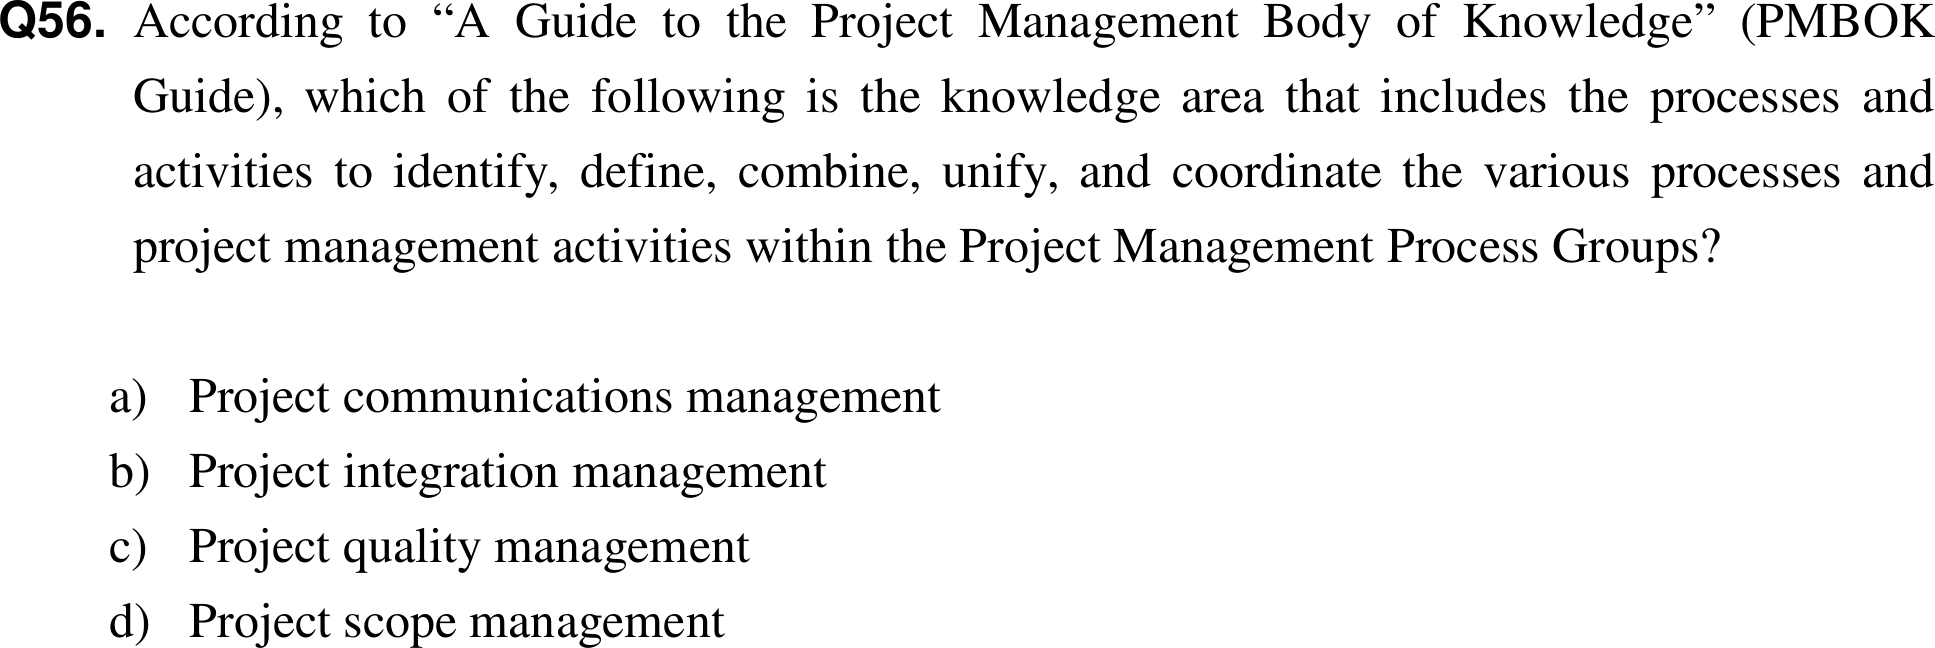 Q56. According to “A Guide to the Project Management Body of Knowledge” (PMBOK
Guide), which of the following is the knowledge area that includes the processes and
activities to identify, define, combine, unify, and coordinate the various processes and
project management activities within the Project Management Process Groups?
a) Project communications management
b) Project integration management
c) Project quality management
d) Project scope management